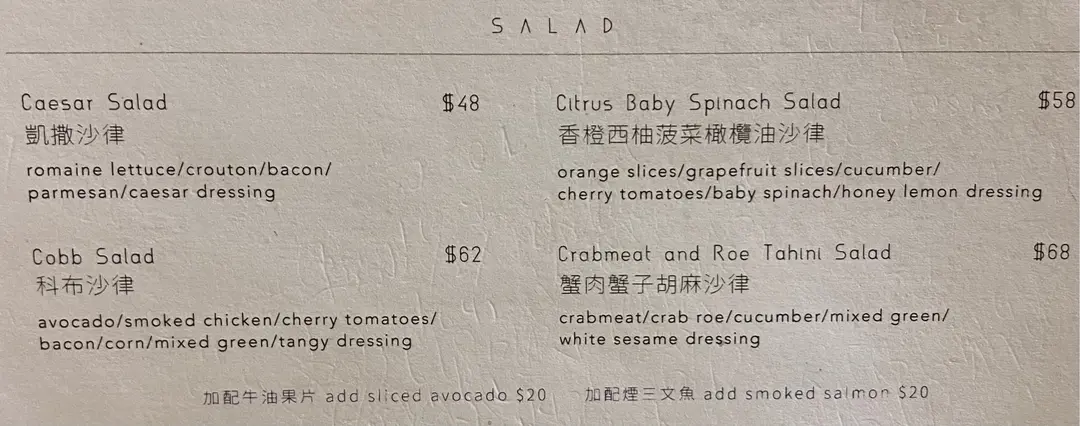 SALAD
Caesar Salad $48
凱撒沙律
romaine lettuce/crouton/bacon/
parmesan/caesar dressing
Citrus Baby Spinach Salad $58
香橙西柚菠菜橄欖油沙律
orange slices/grapefruit slices/cucumber/
cherry tomatoes/baby spinach/honey lemon dressing
Cobb Salad $62
科布沙律
avocado/smoked chicken/cherry tomatoes/
bacon/corn/mixed green/tangy dressing
Crabmeat and Roe Tahini Salad $68
蟹肉蟹子胡麻沙律
crabmeat/crab roe/cucumber/mixed green/
white sesame dressing
加配牛油果片 add sliced avocado $20
加配煙三文魚 add smoked salmon $20